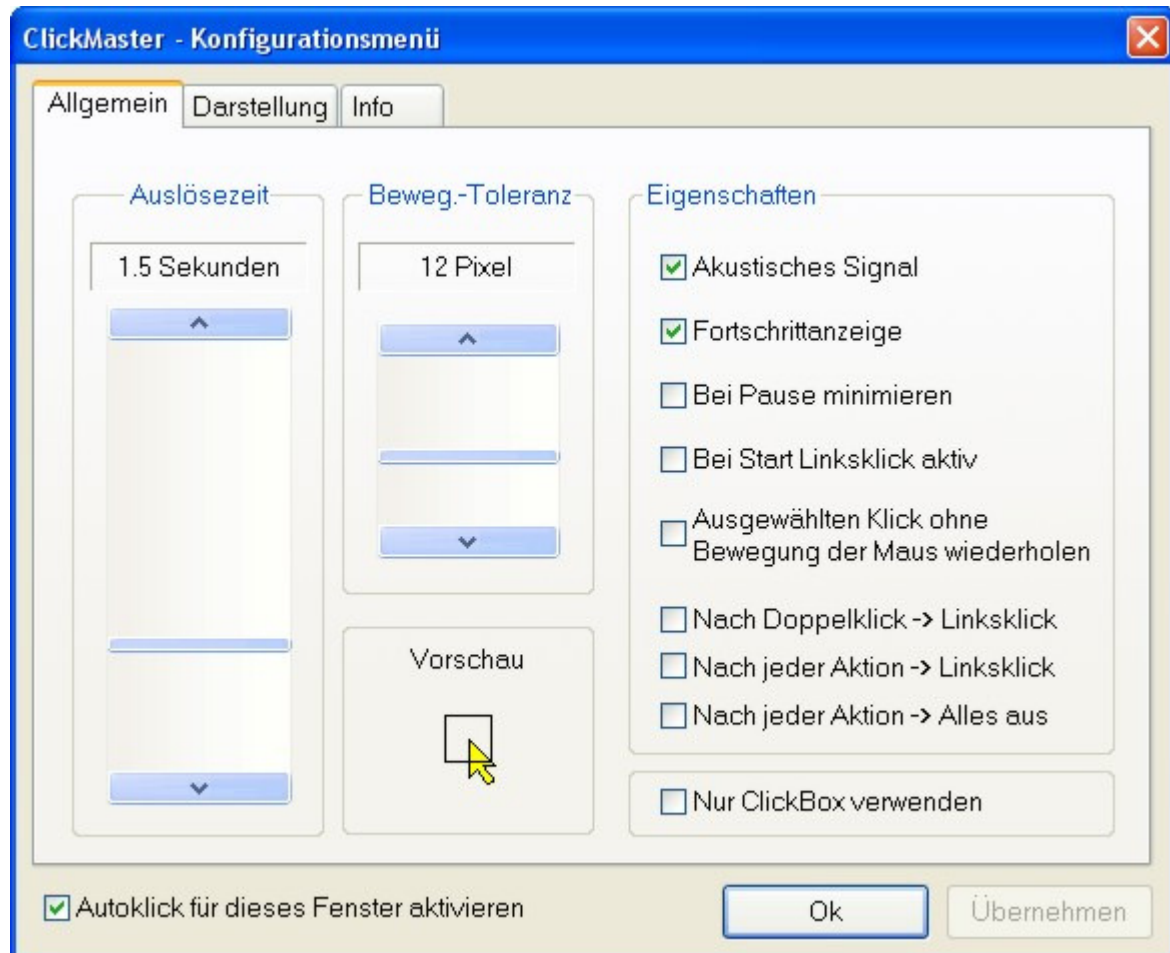 ClickMaster - Konfigurationsmenü
Allgemein
Darstellung
Info
Auslösezeit
1.5 Sekunden
Beweg.-Toleranz
12 Pixel
Vorschau
Eigenschaften
Akustisches Signal
Fortschrittanzeige
Bei Pause minimieren
Bei Start Linksklick aktiv
Ausgewählten Klick ohne
Bewegung der Maus wiederholen
Nach Doppelklick -> Linksklick
Nach jeder Aktion -> Linksklick
Nach jeder Aktion -> Alles aus
Nur ClickBox verwenden
Autoklick für dieses Fenster aktivieren
Ok
Übernehmen